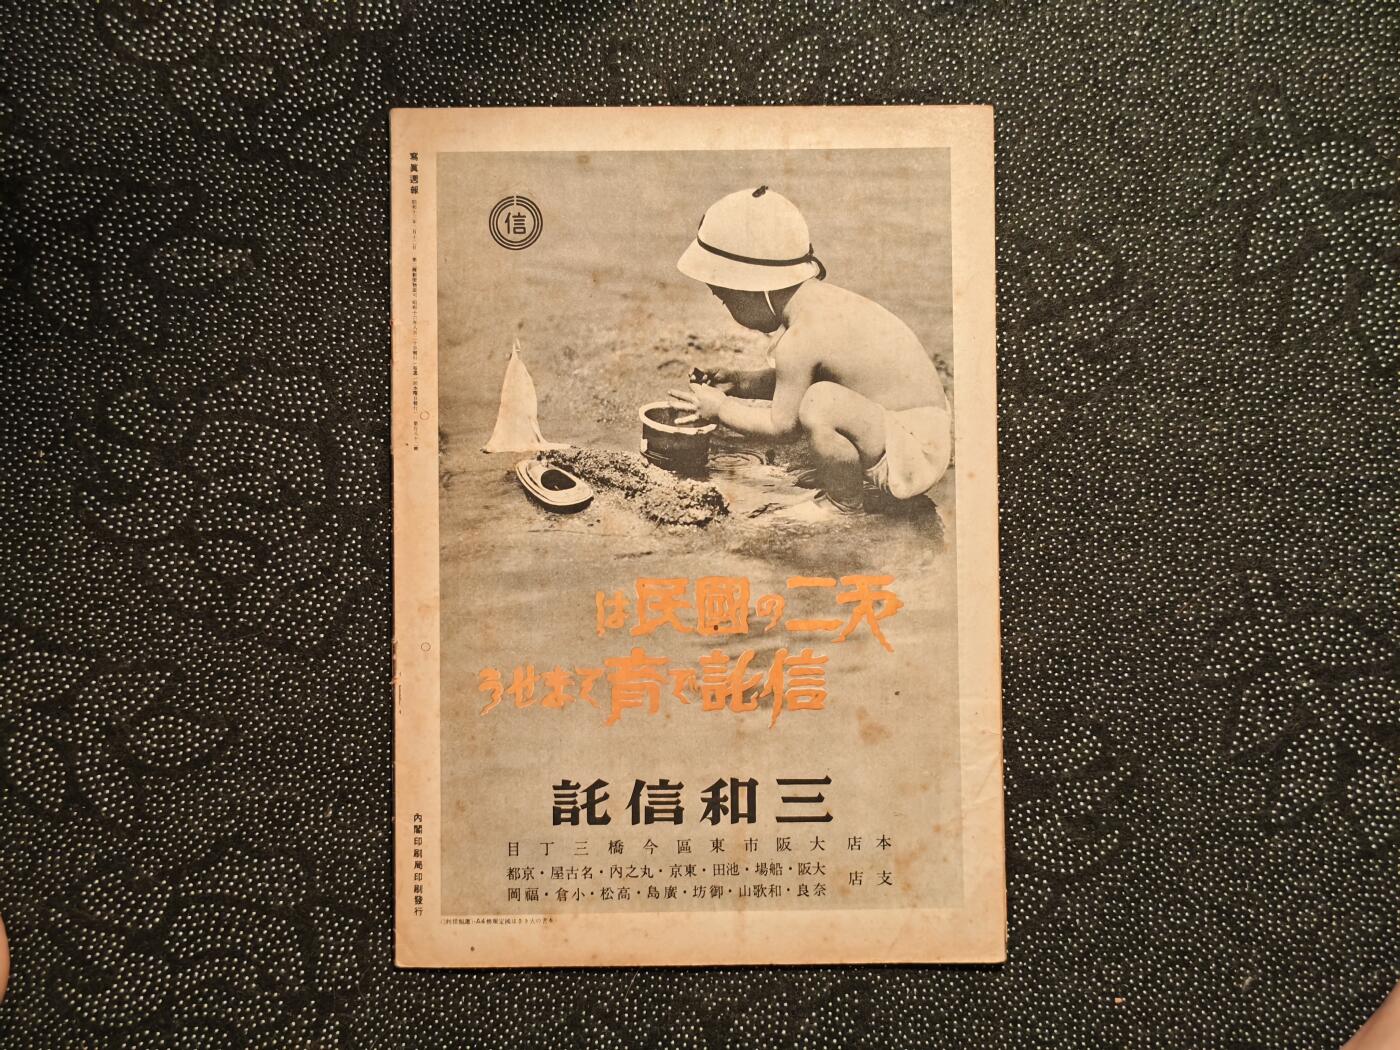 寫眞週報
信
㐧二の國民は
信託で育てませう
三和信託
本店 大阪市東區今橋三丁目
支店 大阪・船場・池田・東京・丸之內・名古屋・京都
奈良・和歌山・御坊・廣島・高松・小倉・福岡
內閣印刷局印刷發行